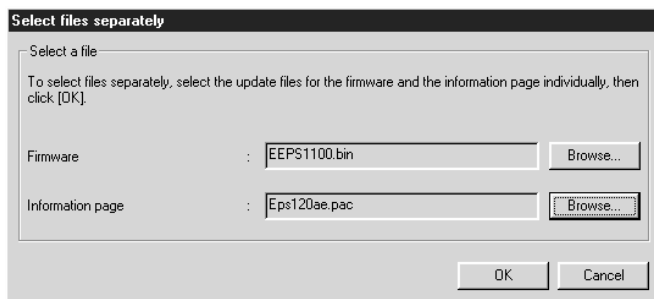 Select files separately
Select a file
To select files separately, select the update files for the firmware and the information page individually, then
click [OK].
Firmware : EEPS1100.bin Browse...
Information page : Eps120ae.pac Browse...
OK Cancel